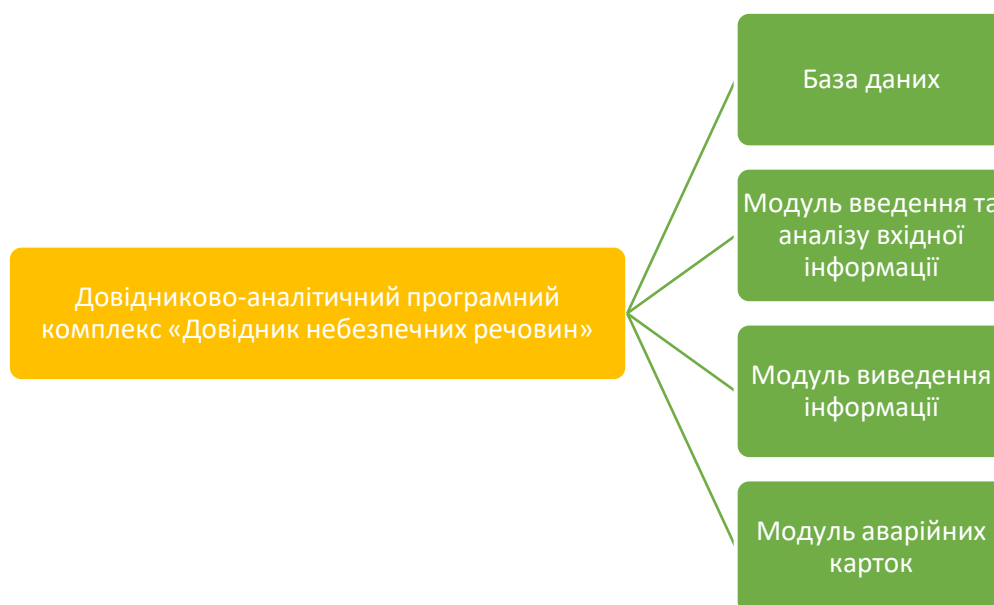 База даних
Модуль введення та
аналізу вхідної
інформації
Довідниково-аналітичний програмний
комплекс «Довідник небезпечних речовин»
Модуль виведення
інформації
Модуль аварійних
карток